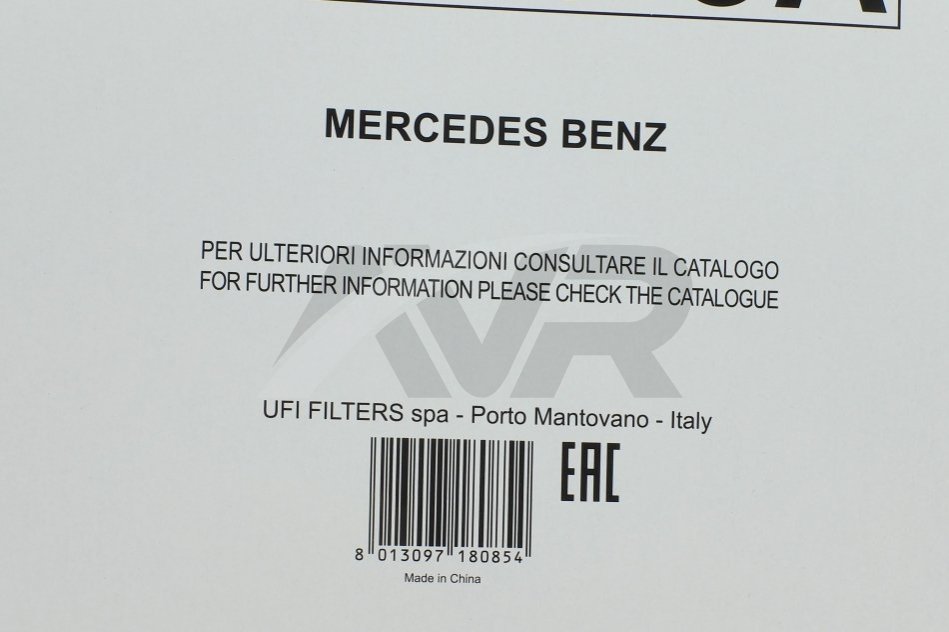 MERCEDES BENZ
PER ULTERIORI INFORMAZIONI CONSULTARE IL CATALOGO
FOR FURTHER INFORMATION PLEASE CHECK THE CATALOGUE
AVR
UFI FILTERS spa - Porto Mantovano - Italy
EAC
8 013097 180854
Made in China